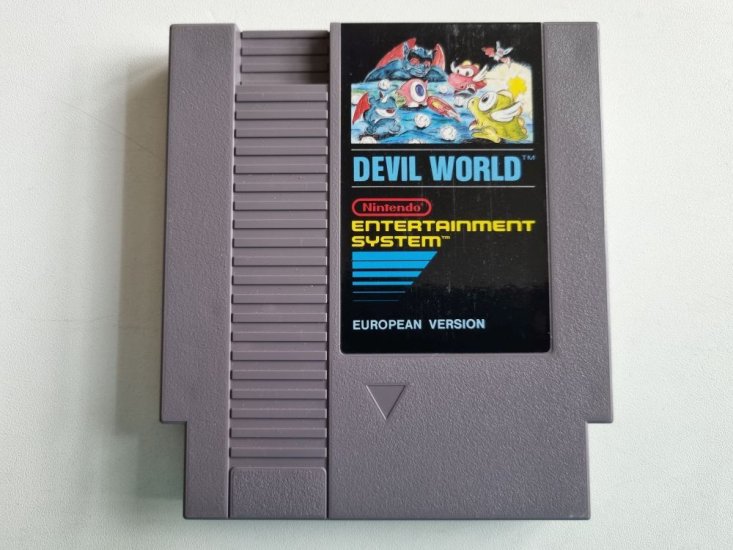 DEVIL WORLD™
Nintendo®
ENTERTAINMENT
SYSTEM™
EUROPEAN VERSION